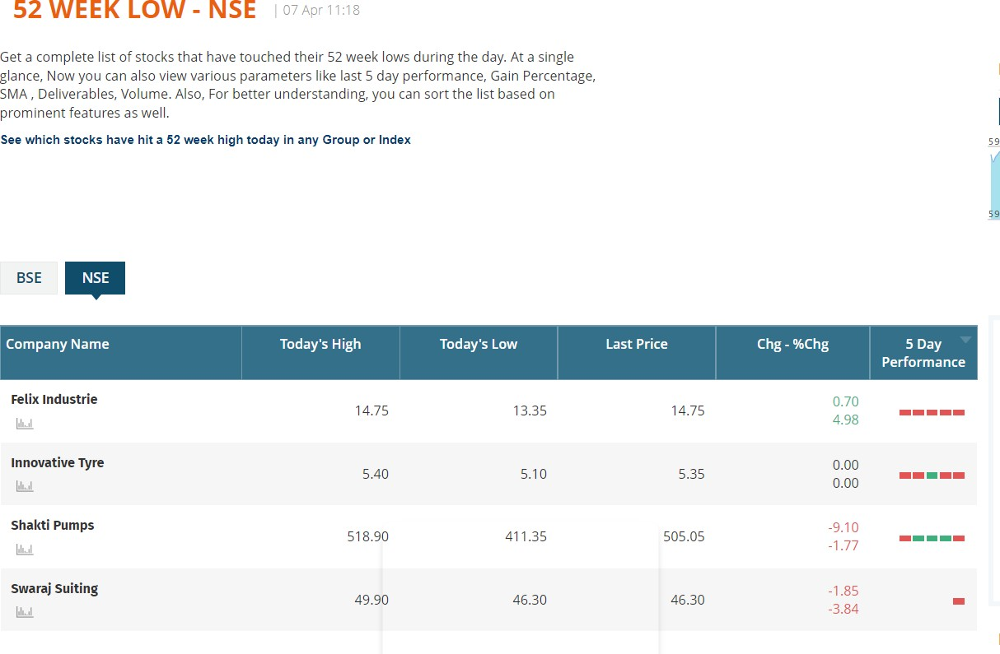 52 WEEK LOW - NSE | 07 Apr 11:18
Get a complete list of stocks that have touched their 52 week lows during the day. At a single
glance, Now you can also view various parameters like last 5 day performance, Gain Percentage,
SMA , Deliverables, Volume. Also, For better understanding, you can sort the list based on
prominent features as well.
See which stocks have hit a 52 week high today in any Group or Index
59
59
BSE NSE
Company Name Today's High Today's Low Last Price Chg - %Chg 5 Day
Performance
Felix Industrie
14.75 13.35 14.75 0.70
4.98
Innovative Tyre
5.40 5.10 5.35 0.00
0.00
Shakti Pumps
518.90 411.35 505.05 -9.10
-1.77
Swaraj Suiting
49.90 46.30 46.30 -1.85
-3.84